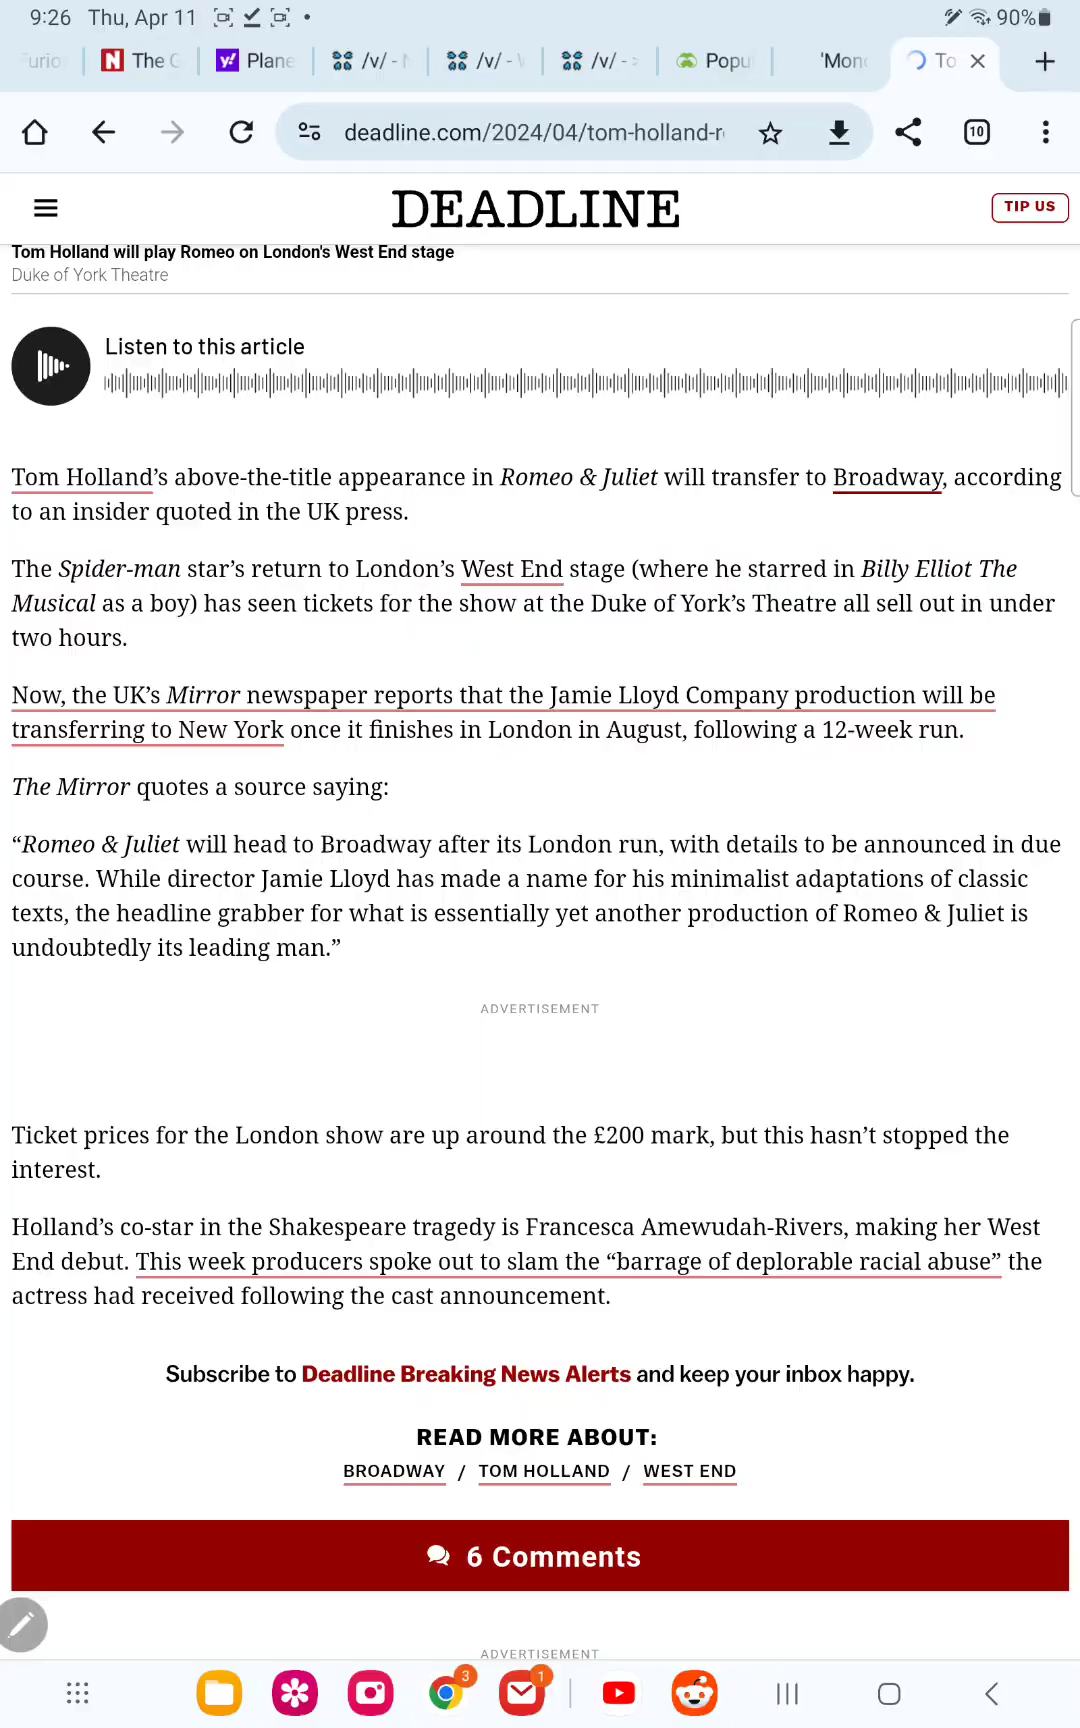 9:26 Thu, Apr 11 90%
The Plane /v/ - /v/ - /v/ - Popu 'Mon To
deadline.com/2024/04/tom-holland-r 10
DEADLINE
TIP US
Tom Holland will play Romeo on London's West End stage
Duke of York Theatre
Listen to this article
Tom Holland’s above-the-title appearance in Romeo & Juliet will transfer to Broadway, according
to an insider quoted in the UK press.
The Spider-man star’s return to London’s West End stage (where he starred in Billy Elliot The
Musical as a boy) has seen tickets for the show at the Duke of York’s Theatre all sell out in under
two hours.
Now, the UK’s Mirror newspaper reports that the Jamie Lloyd Company production will be
transferring to New York once it finishes in London in August, following a 12-week run.
The Mirror quotes a source saying:
“Romeo & Juliet will head to Broadway after its London run, with details to be announced in due
course. While director Jamie Lloyd has made a name for his minimalist adaptations of classic
texts, the headline grabber for what is essentially yet another production of Romeo & Juliet is
undoubtedly its leading man.”
ADVERTISEMENT
Ticket prices for the London show are up around the £200 mark, but this hasn’t stopped the
interest.
Holland’s co-star in the Shakespeare tragedy is Francesca Amewudah-Rivers, making her West
End debut. This week producers spoke out to slam the “barrage of deplorable racial abuse” the
actress had received following the cast announcement.
Subscribe to Deadline Breaking News Alerts and keep your inbox happy.
READ MORE ABOUT:
BROADWAY / TOM HOLLAND / WEST END
6 Comments
ADVERTISEMENT
3 1